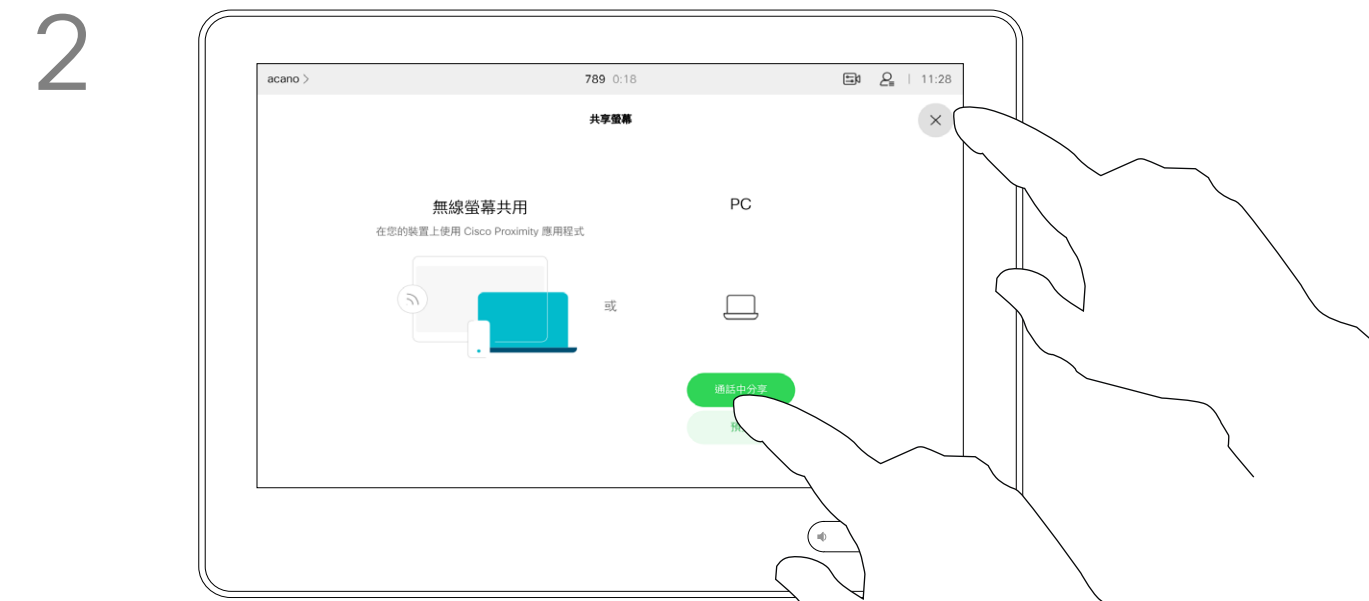 2
acano >
789 0:18
11:28
共享螢幕
無線螢幕共用
PC
在您的裝置上使用 Cisco Proximity 應用程式
或
通話中分享
預